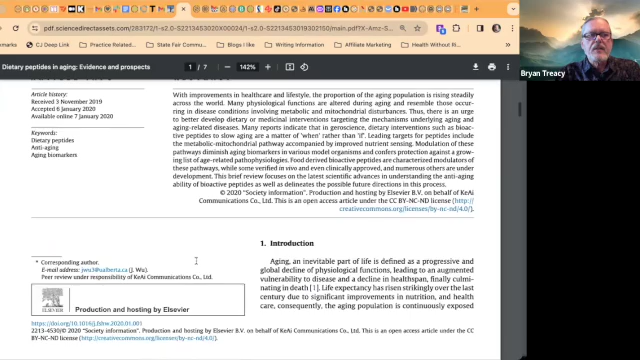 pdf.sciencedirectassets.com/283172/1-s2.0-S2213453020X00024/1-s2.0-S2213453019302150/main.pdf?X-Amz-S
CJ Deep Link
Practice Related
State Fair Commu
Blogs I like
Writing Information
Affiliate Marketing
Health Without Ri
Dietary peptides in aging: Evidence and prospects
1 / 7
142%
Article history:
Received 3 November 2019
Accepted 6 January 2020
Available online 7 January 2020
Keywords:
Dietary peptides
Anti-aging
Aging biomarkers
With improvements in healthcare and lifestyle, the proportion of the aging population is rising steadily
across the world. Many physiological functions are altered during aging and resemble those occur-
ring in disease conditions involving metabolic and mitochondrial disturbances. Thus, there is an urge
to better develop dietary or medicinal interventions targeting the mechanisms underlying aging and
aging-related diseases. Many reports indicate that in geroscience, dietary interventions such as bioac-
tive peptides to slow aging are a matter of 'when' rather than 'if'. Leading targets for peptides include
the metabolic-mitochondrial pathway accompanied by improved nutrient sensing. Modulation of these
pathways diminish aging biomarkers in various model organisms and confers protection against a grow-
ing list of age-related pathophysiologies. Food derived bioactive peptides are characterized modulators of
these pathways, while some verified in vivo and even clinically approved, and numerous others are under
development. This brief review focuses on the latest scientific advances in understanding the anti-aging
ability of bioactive peptides as well as delineates the possible future directions in this process.
© 2020 "Society information". Production and hosting by Elsevier B.V. on behalf of KeAi
Communications Co., Ltd. This is an open access article under the CC BY-NC-ND license (http://
creativecommons.org/licenses/by-nc-nd/4.0/).
* Corresponding author.
E-mail address: jwu3@ualberta.ca (J. Wu).
Peer review under responsibility of KeAi Communications Co., Ltd.
ELSEVIER
Production and hosting by Elsevier
1. Introduction
Aging, an inevitable part of life is defined as a progressive and
global decline of physiological functions, leading to an augmented
vulnerability to disease and a decline in healthspan, finally culmi-
nating in death [1]. Life expectancy has risen strikingly over the last
century due to significant improvements in nutrition, and health
care, consequently, the aging population is continuously exposed
https://doi.org/10.1016/j.fshw.2020.01.001
2213-4530/© 2020 "Society information". Production and hosting by Elsevier B.V. on behalf of KeAi Communications Co., Ltd. This is an open access article under the CC
BY-NC-ND license (http://creativecommons.org/licenses/by-nc-nd/4.0/).
Bryan Treacy